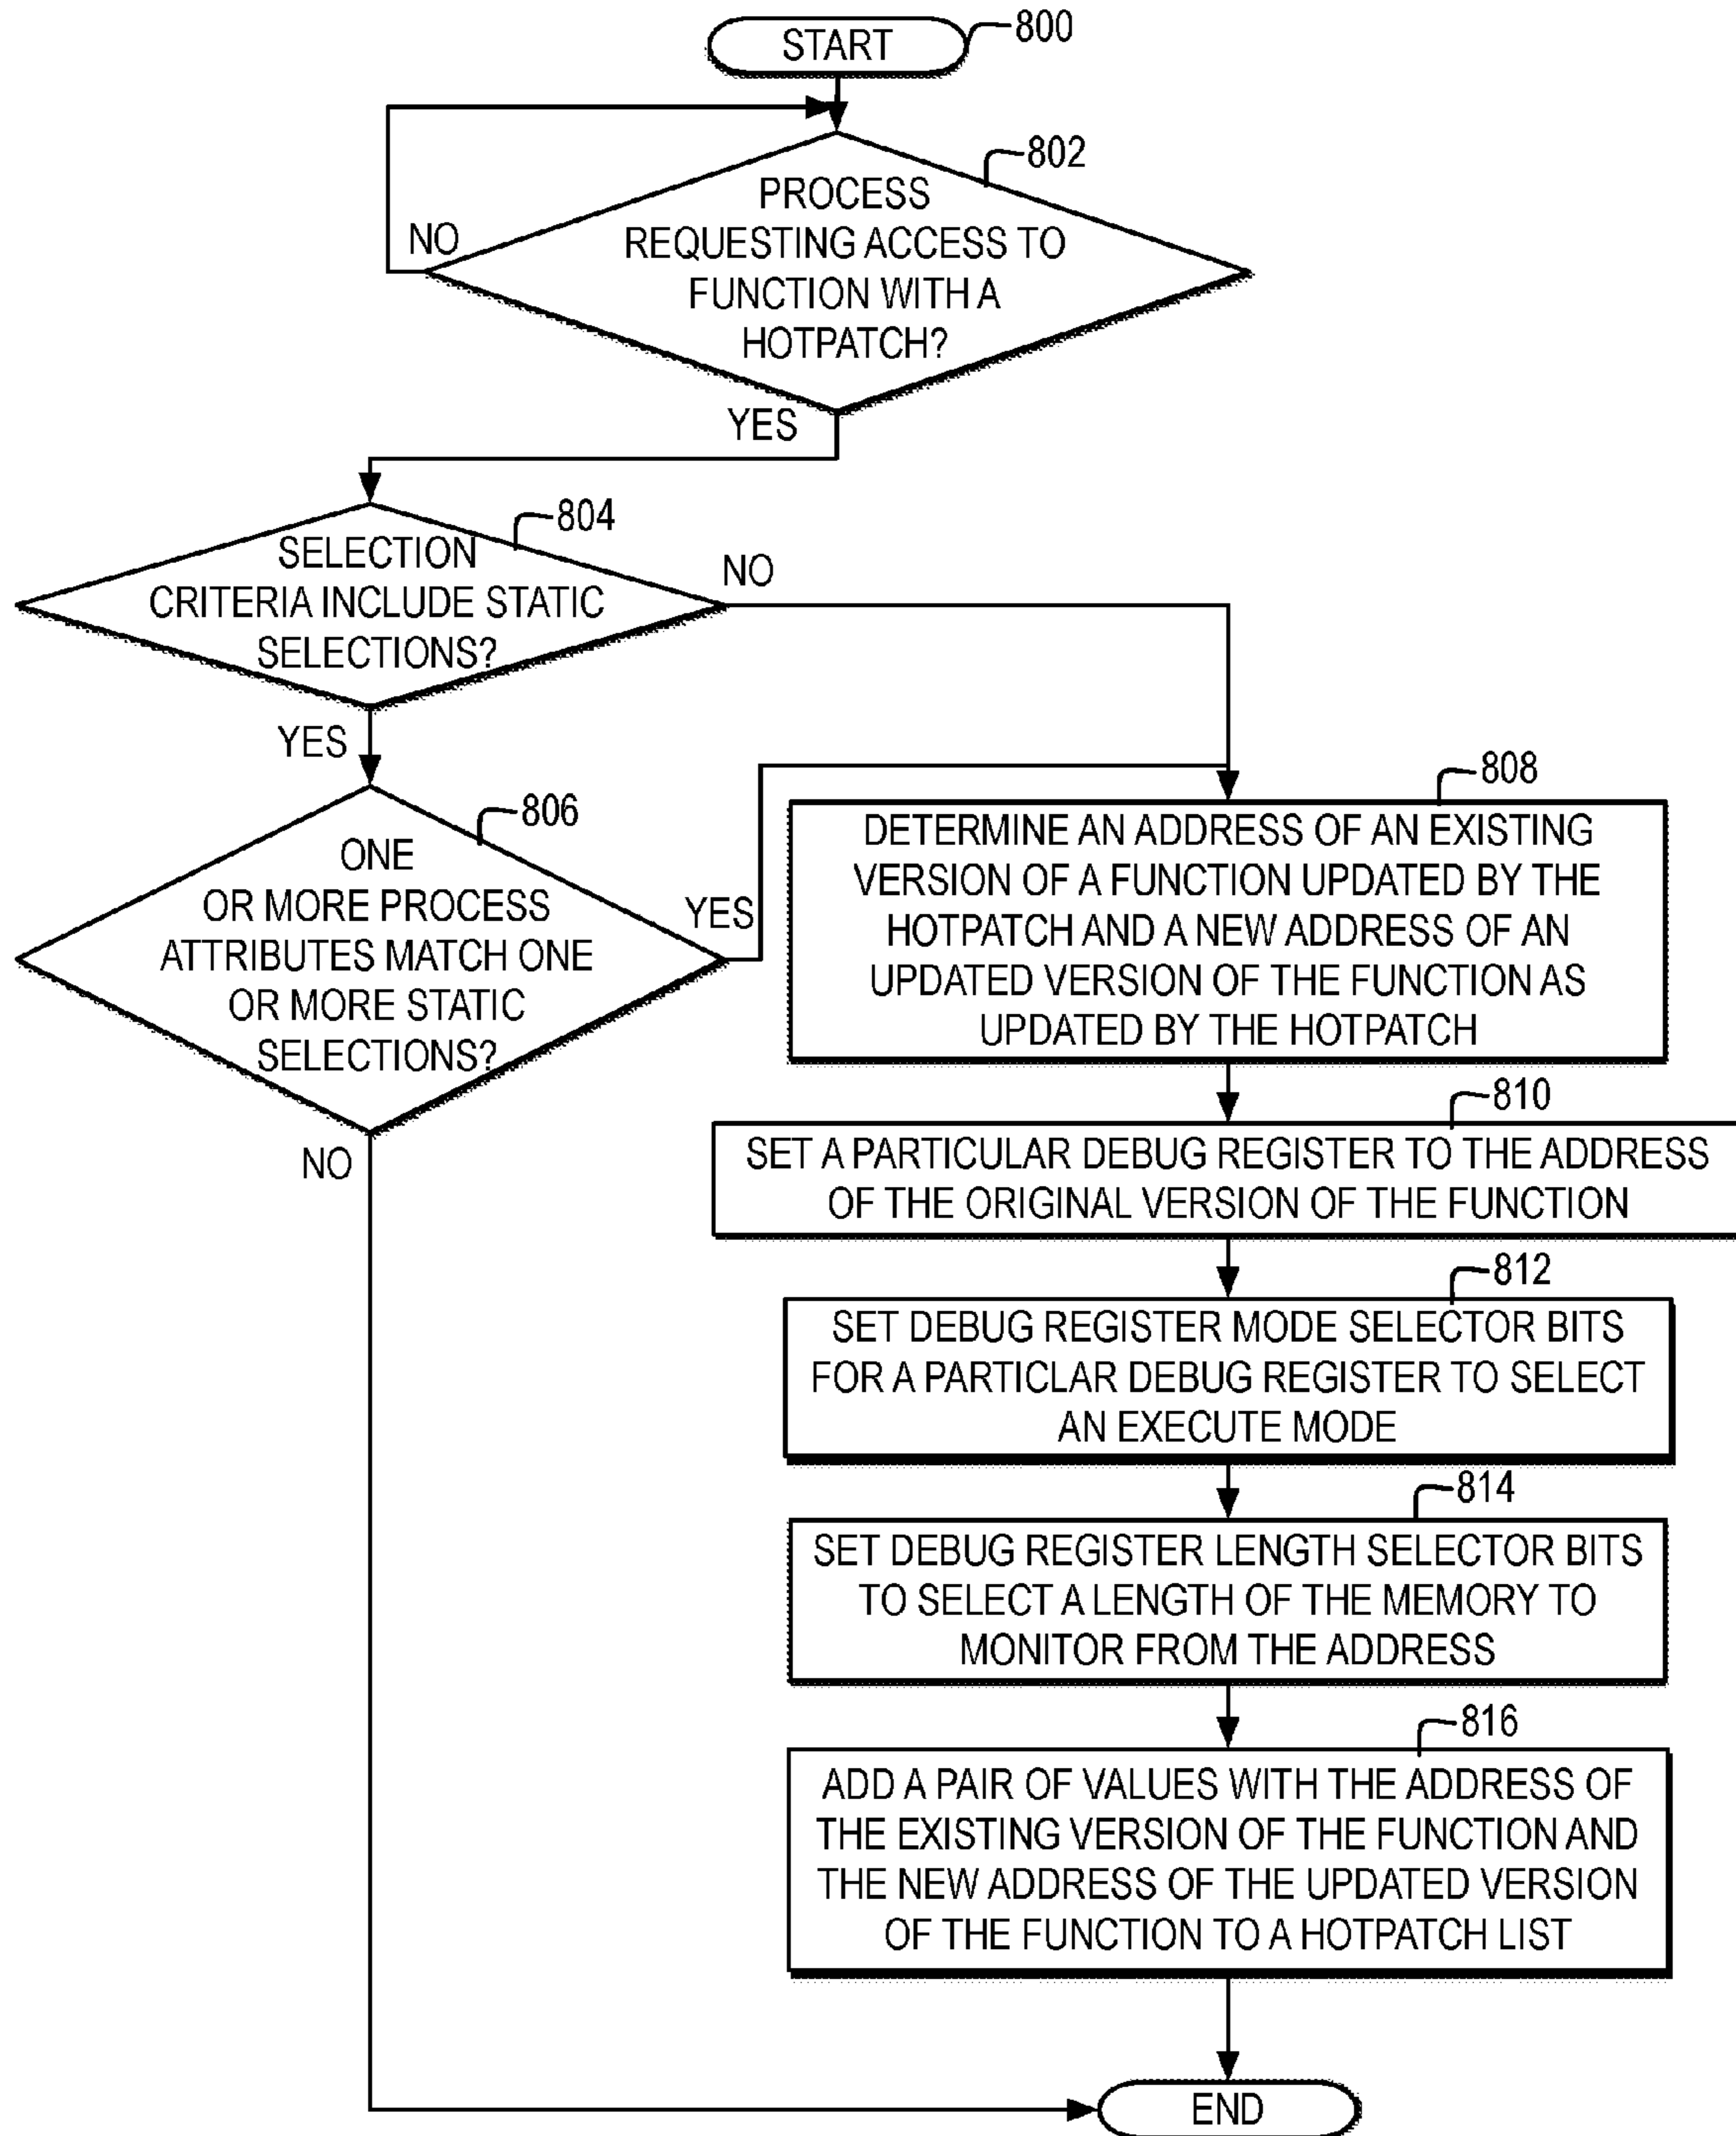 START
800
802
PROCESS
REQUESTING ACCESS TO
FUNCTION WITH A
HOTPATCH?
NO
YES
804
SELECTION
CRITERIA INCLUDE STATIC
SELECTIONS?
NO
YES
806
ONE
OR MORE PROCESS
ATTRIBUTES MATCH ONE
OR MORE STATIC
SELECTIONS?
YES
NO
808
DETERMINE AN ADDRESS OF AN EXISTING
VERSION OF A FUNCTION UPDATED BY THE
HOTPATCH AND A NEW ADDRESS OF AN
UPDATED VERSION OF THE FUNCTION AS
UPDATED BY THE HOTPATCH
810
SET A PARTICULAR DEBUG REGISTER TO THE ADDRESS
OF THE ORIGINAL VERSION OF THE FUNCTION
812
SET DEBUG REGISTER MODE SELECTOR BITS
FOR A PARTICLAR DEBUG REGISTER TO SELECT
AN EXECUTE MODE
814
SET DEBUG REGISTER LENGTH SELECTOR BITS
TO SELECT A LENGTH OF THE MEMORY TO
MONITOR FROM THE ADDRESS
816
ADD A PAIR OF VALUES WITH THE ADDRESS OF
THE EXISTING VERSION OF THE FUNCTION AND
THE NEW ADDRESS OF THE UPDATED VERSION
OF THE FUNCTION TO A HOTPATCH LIST
END